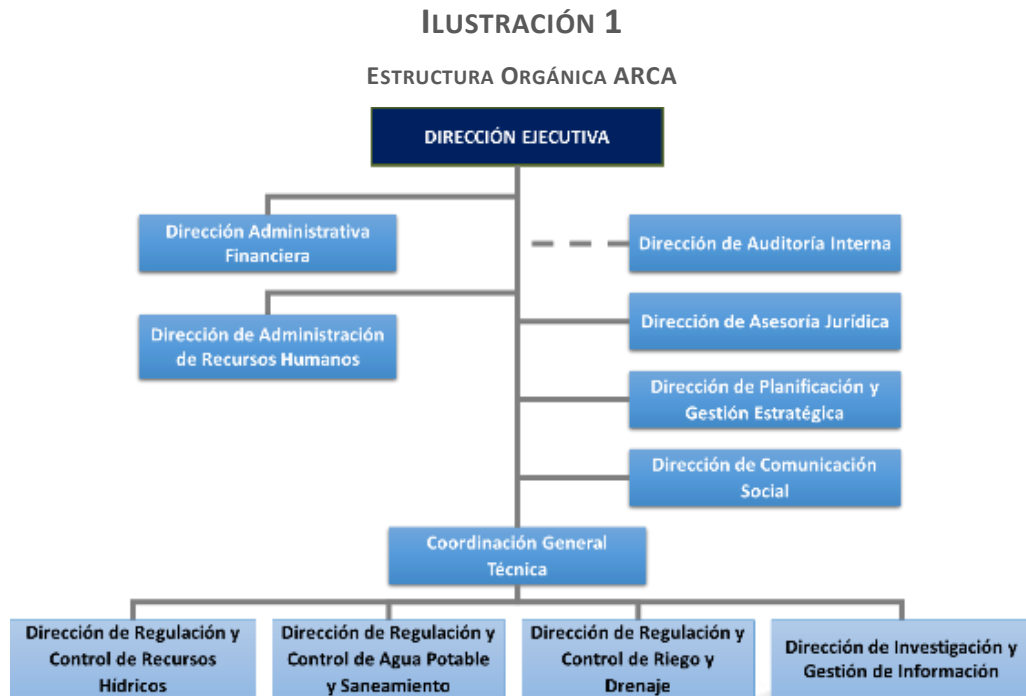 ILUSTRACIÓN 1
ESTRUCTURA ORGÁNICA ARCA
DIRECCIÓN EJECUTIVA
Dirección Administrativa
Financiera
Dirección de Auditoría Interna
Dirección de Administración
de Recursos Humanos
Dirección de Asesoría Jurídica
Dirección de Planificación y
Gestión Estratégica
Dirección de Comunicación
Social
Coordinación General
Técnica
Dirección de Regulación y
Control de Recursos
Hídricos
Dirección de Regulación y
Control de Agua Potable
y Saneamiento
Dirección de Regulación y
Control de Riego y
Drenaje
Dirección de Investigación y
Gestión de Información